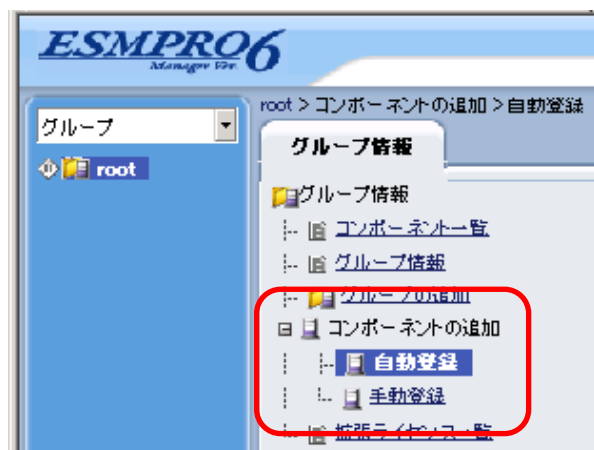 ESMPRO6
Manager Ver.
グループ
root
root > コンポーネントの追加 > 自動登録
グループ情報
グループ情報
コンポーネント一覧
グループ情報
グループの追加
コンポーネントの追加
自動登録
手動登録
拡張ライセンス一覧